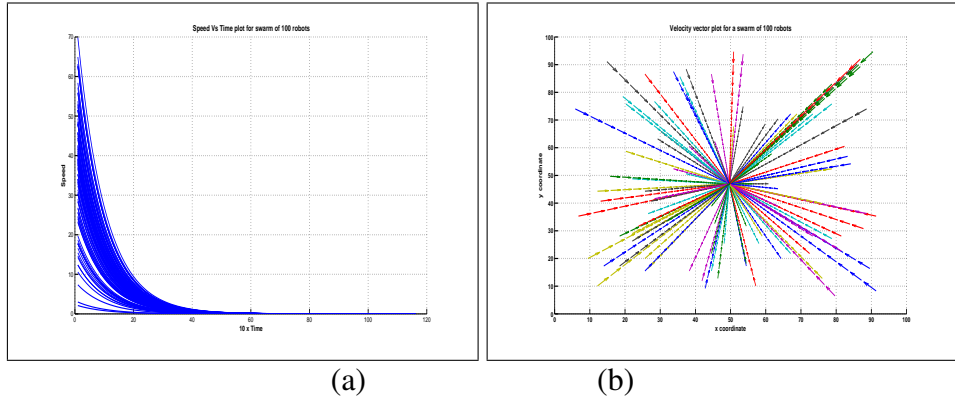 Speed Vs Time plot for swarm of 100 robots
70
60
50
40
30
20
10
0
0 20 40 60 80 100 120
Speed
10 x Time
(a)
Velocity vector plot for a swarm of 100 robots
100
90
80
70
60
50
40
30
20
10
0
0 10 20 30 40 50 60 70 80 90 100
y coordinate
x coordinate
(b)